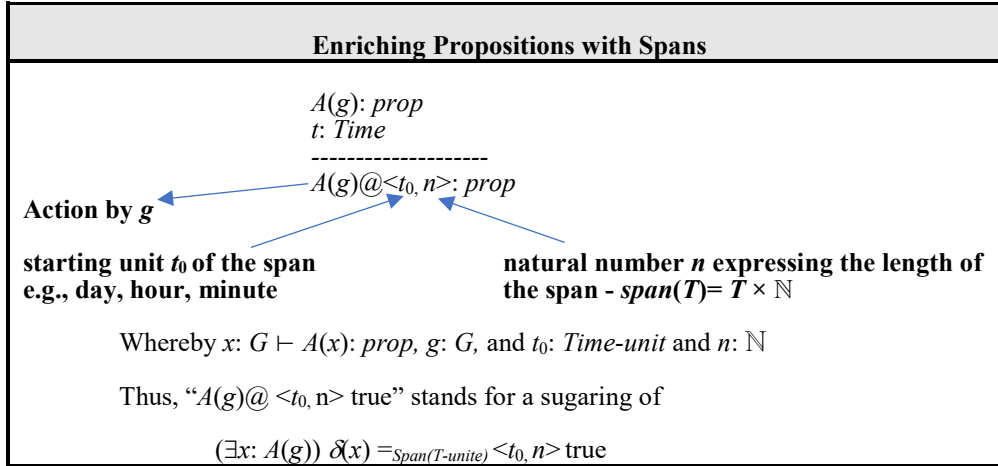 Enriching Propositions with Spans
A(g): prop
t: Time
--------------------
A(g)@<t₀, n>: prop
Action by g
starting unit t₀ of the span
e.g., day, hour, minute
natural number n expressing the length of
the span - span(T)= T × ℕ
Whereby x: G ⊢ A(x): prop, g: G, and t₀: Time-unit and n: ℕ
Thus, “A(g)@ <t₀, n> true” stands for a sugaring of
(∃x: A(g)) δ(x) =Span(T-unite) <t₀, n> true